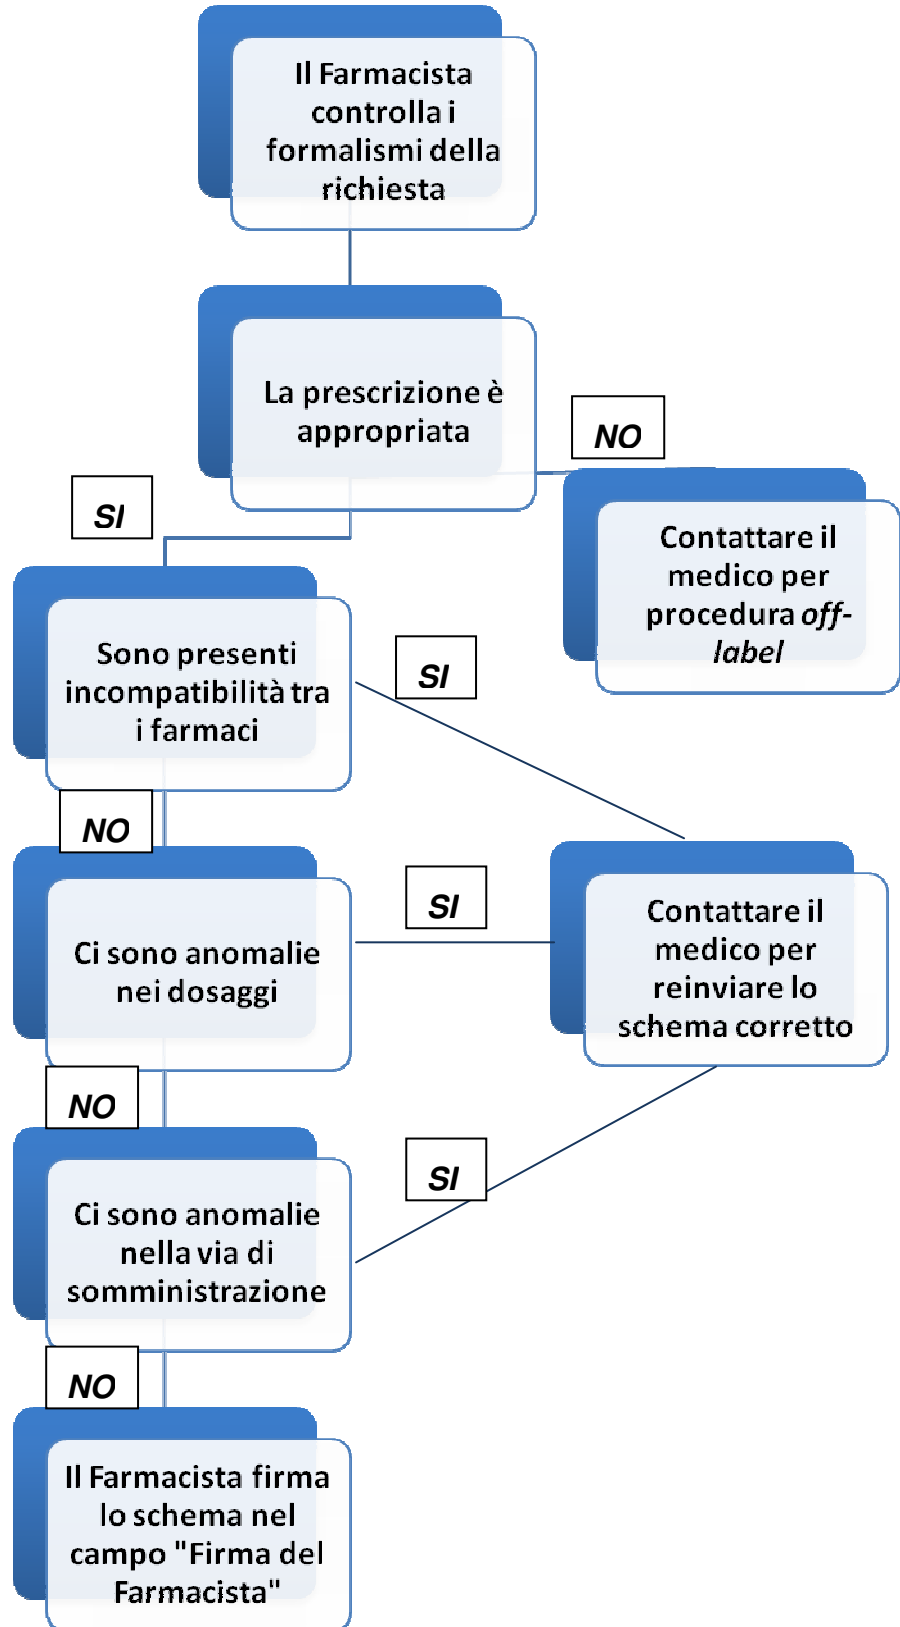 Il Farmacista
controlla i
formalismi della
richiesta
La prescrizione è
appropriata
NO
SI
Contattare il
medico per
procedura off-
label
Sono presenti
incompatibilità tra
i farmaci
SI
NO
Ci sono anomalie
nei dosaggi
SI
Contattare il
medico per
reinviare lo
schema corretto
NO
Ci sono anomalie
nella via di
somministrazione
SI
NO
Il Farmacista firma
lo schema nel
campo "Firma del
Farmacista"